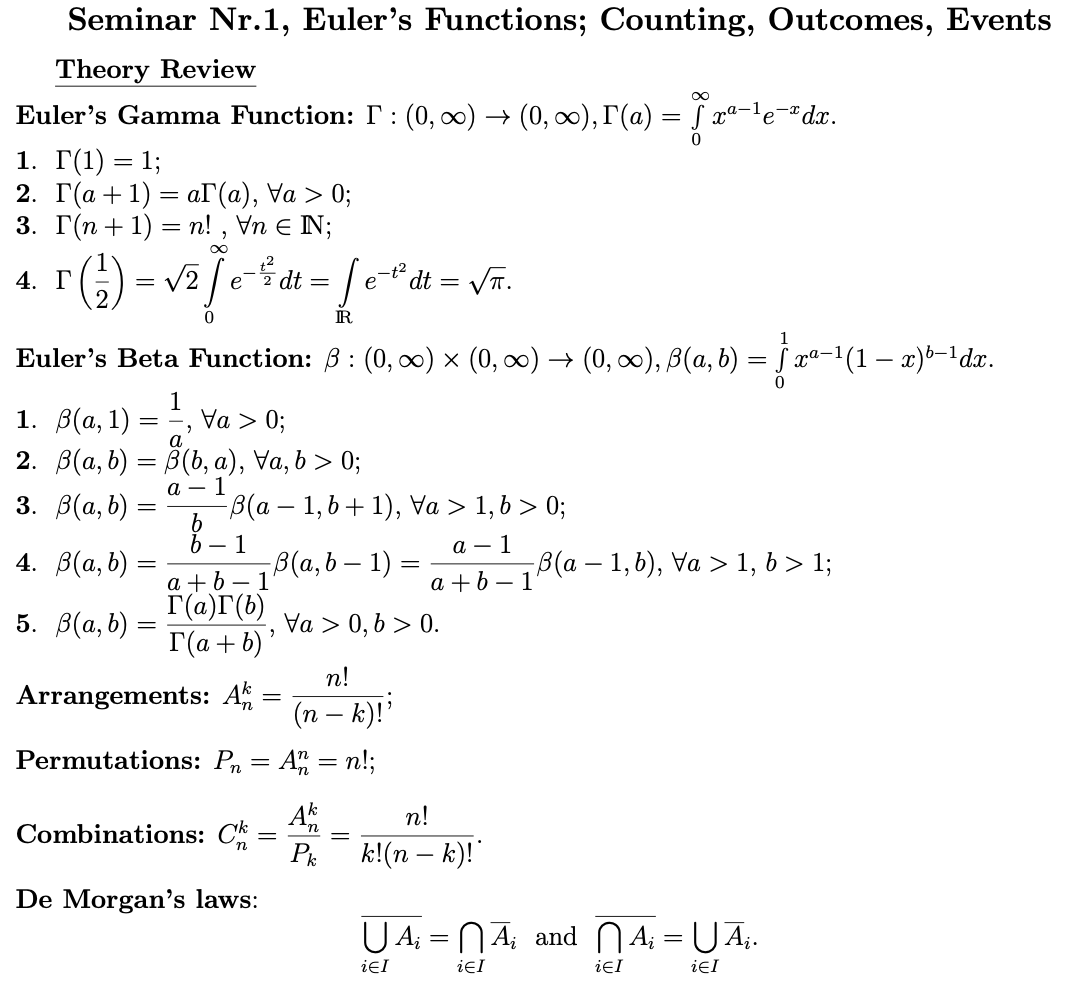 Seminar Nr.1, Euler's Functions; Counting, Outcomes, Events
Theory Review
Euler's Gamma Function: Γ : (0, ∞) → (0, ∞), Γ(a) = ∫₀^∞ x^{a−1}e^{−x}dx.
1. Γ(1) = 1;
2. Γ(a + 1) = aΓ(a), ∀a > 0;
3. Γ(n + 1) = n! , ∀n ∈ ℕ;
4. Γ(1/2) = √2 ∫₀^∞ e^{−t²/2} dt = ∫_ℝ e^{−t²} dt = √π.
Euler's Beta Function: β : (0, ∞) × (0, ∞) → (0, ∞), β(a, b) = ∫₀¹ x^{a−1}(1 − x)^{b−1}dx.
1. β(a, 1) = 1/a, ∀a > 0;
2. β(a, b) = β(b, a), ∀a, b > 0;
3. β(a, b) = (a − 1)/b β(a − 1, b + 1), ∀a > 1, b > 0;
4. β(a, b) = (b − 1)/(a + b − 1) β(a, b − 1) = (a − 1)/(a + b − 1) β(a − 1, b), ∀a > 1, b > 1;
5. β(a, b) = Γ(a)Γ(b)/Γ(a + b), ∀a > 0, b > 0.
Arrangements: A_n^k = n!/(n − k)!;
Permutations: P_n = A_n^n = n!;
Combinations: C_n^k = A_n^k/P_k = n!/(k!(n − k)!).
De Morgan's laws:
\overline{⋃_{i∈I} A_i} = ⋂_{i∈I} \overline{A}_i and \overline{⋂_{i∈I} A_i} = ⋃_{i∈I} \overline{A}_i.